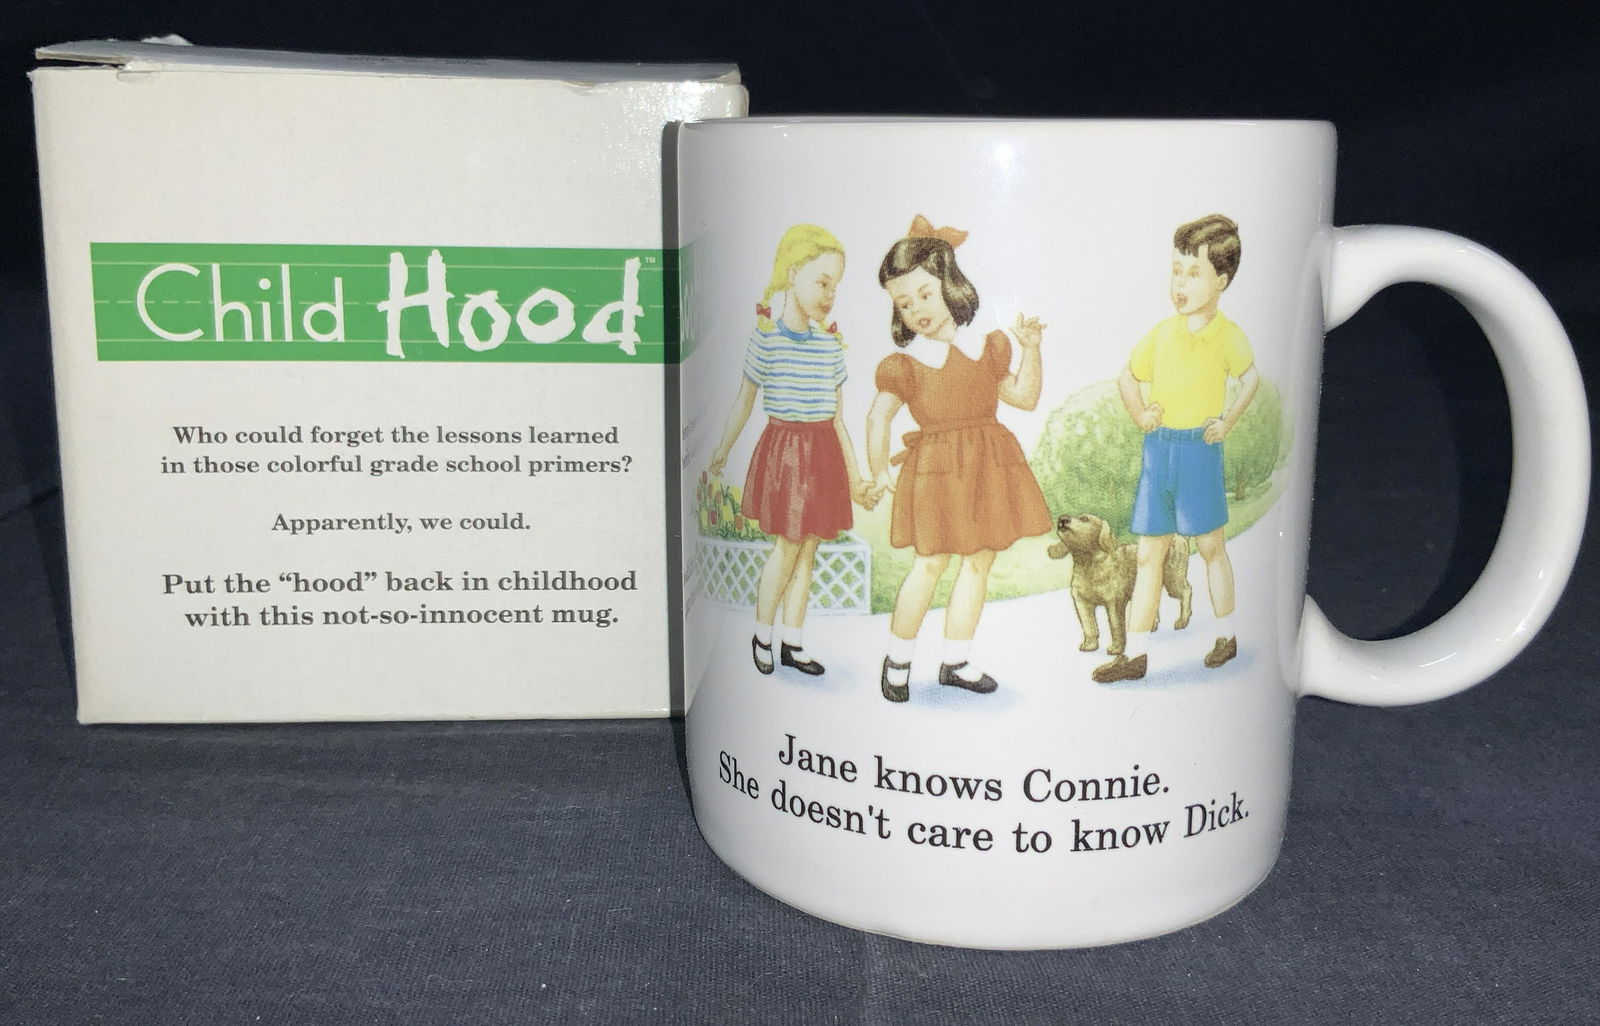 Child Hood™
Who could forget the lessons learned
in those colorful grade school primers?
Apparently, we could.
Put the “hood” back in childhood
with this not-so-innocent mug.
Jane knows Connie.
She doesn't care to know Dick.